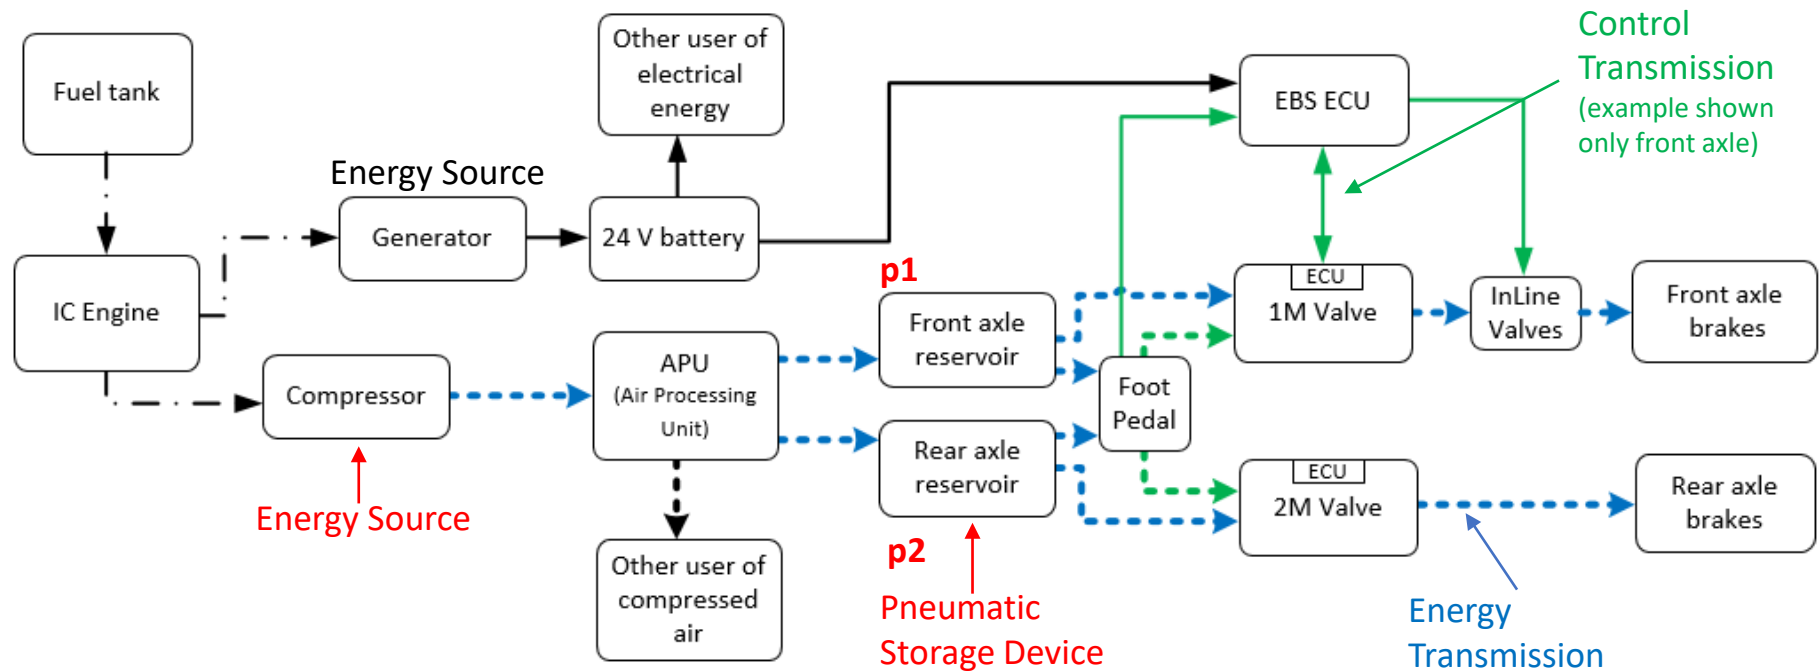 Fuel tank
IC Engine
Energy Source
Generator
24 V battery
Other user of
electrical
energy
Compressor
Energy Source
APU
(Air Processing
Unit)
Other user of
compressed
air
p1
Front axle
reservoir
Rear axle
reservoir
p2
Pneumatic
Storage Device
Foot
Pedal
EBS ECU
Control
Transmission
(example shown
only front axle)
ECU
1M Valve
InLine
Valves
Front axle
brakes
ECU
2M Valve
Rear axle
brakes
Energy
Transmission